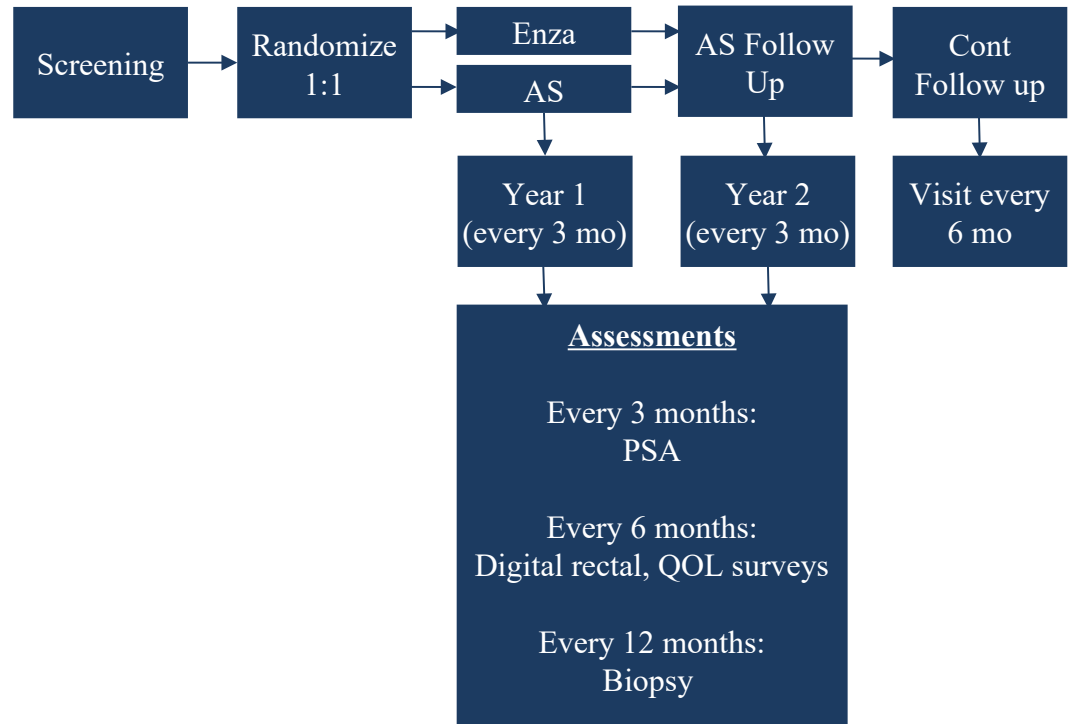 Screening
Randomize
1:1
Enza
AS
AS Follow
Up
Cont
Follow up
Year 1
(every 3 mo)
Year 2
(every 3 mo)
Visit every
6 mo
Assessments
Every 3 months:
PSA
Every 6 months:
Digital rectal, QOL surveys
Every 12 months:
Biopsy